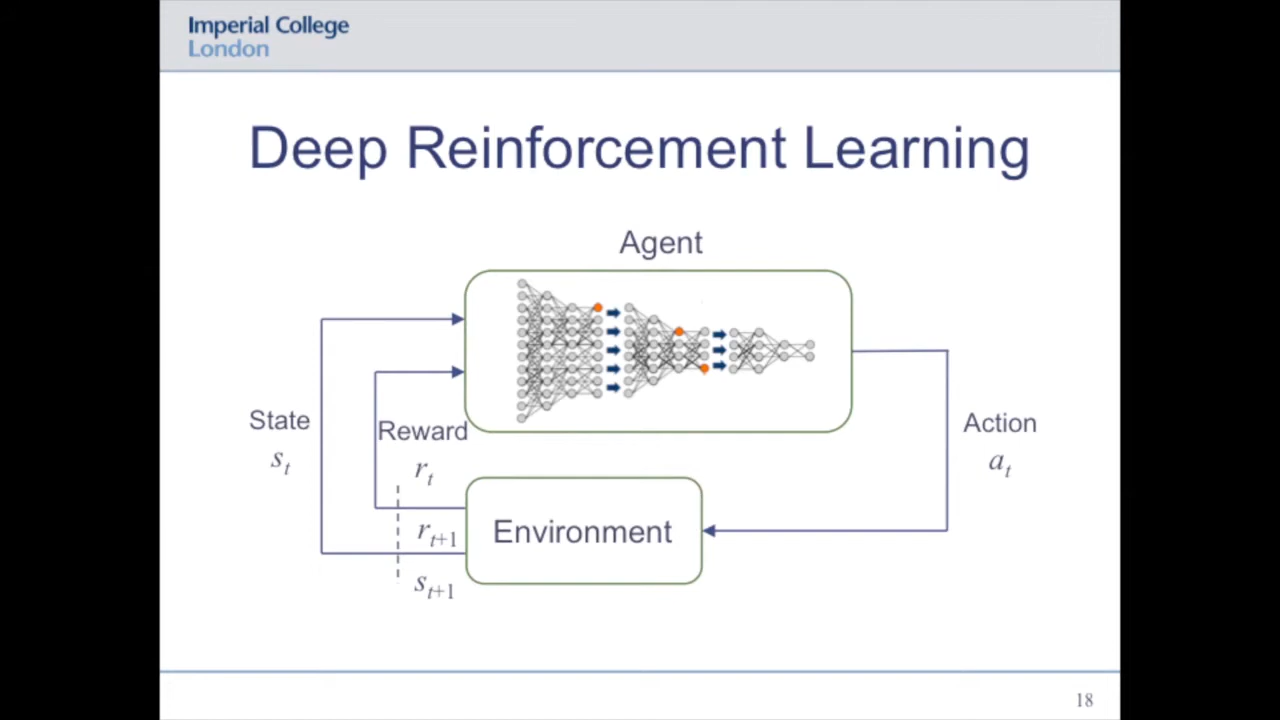 Imperial College
London
Deep Reinforcement Learning
Agent
State
s_t
Reward
r_t
Action
a_t
Environment
r_{t+1}
s_{t+1}
18